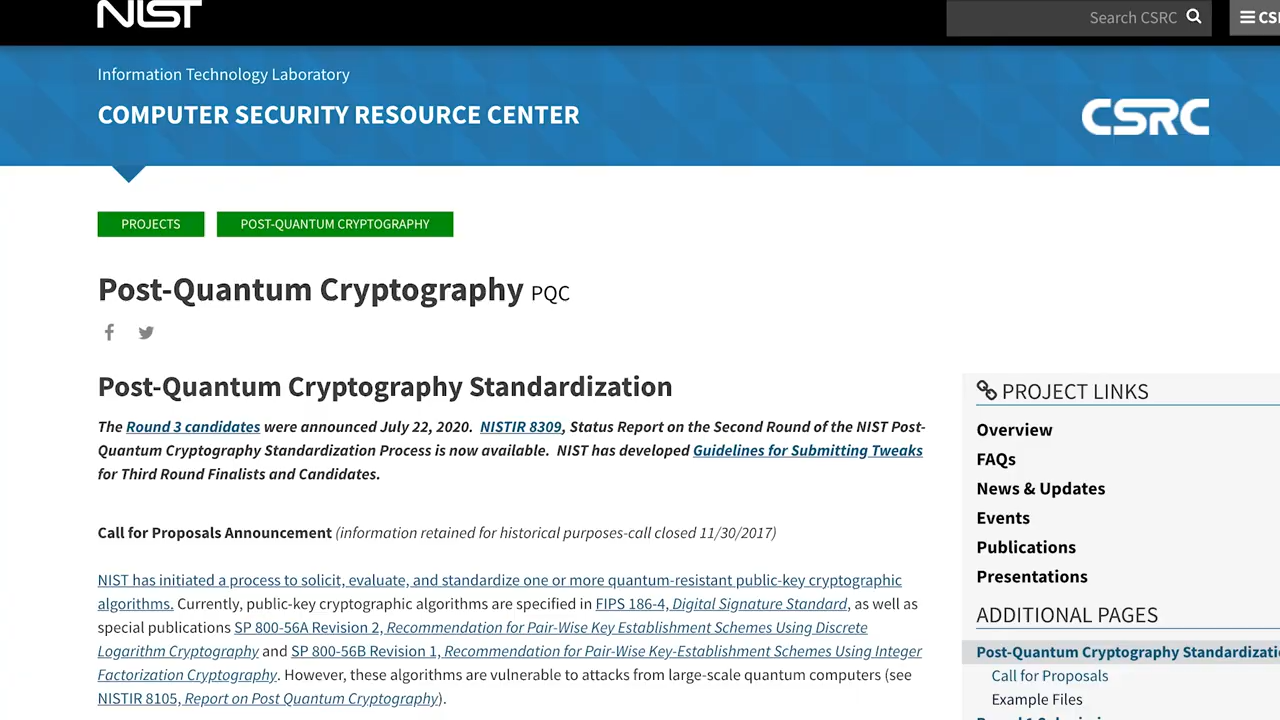 NIST
Search CSRC
Information Technology Laboratory
COMPUTER SECURITY RESOURCE CENTER
CSRC
PROJECTS
POST-QUANTUM CRYPTOGRAPHY
Post-Quantum Cryptography PQC
Post-Quantum Cryptography Standardization
The Round 3 candidates were announced July 22, 2020. NISTIR 8309, Status Report on the Second Round of the NIST Post-
Quantum Cryptography Standardization Process is now available. NIST has developed Guidelines for Submitting Tweaks
for Third Round Finalists and Candidates.
Call for Proposals Announcement (information retained for historical purposes-call closed 11/30/2017)
NIST has initiated a process to solicit, evaluate, and standardize one or more quantum-resistant public-key cryptographic
algorithms. Currently, public-key cryptographic algorithms are specified in FIPS 186-4, Digital Signature Standard, as well as
special publications SP 800-56A Revision 2, Recommendation for Pair-Wise Key Establishment Schemes Using Discrete
Logarithm Cryptography and SP 800-56B Revision 1, Recommendation for Pair-Wise Key-Establishment Schemes Using Integer
Factorization Cryptography. However, these algorithms are vulnerable to attacks from large-scale quantum computers (see
NISTIR 8105, Report on Post Quantum Cryptography).
PROJECT LINKS
Overview
FAQs
News & Updates
Events
Publications
Presentations
ADDITIONAL PAGES
Post-Quantum Cryptography Standardizati
Call for Proposals
Example Files